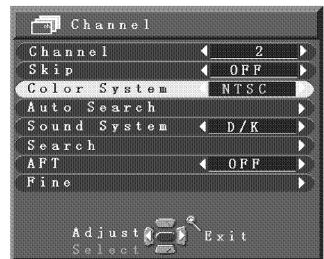 Channel
Channel 2
Skip OFF
Color System NTSC
Auto Search
Sound System D/K
Search
AFT OFF
Fine
Adjust Exit
Select